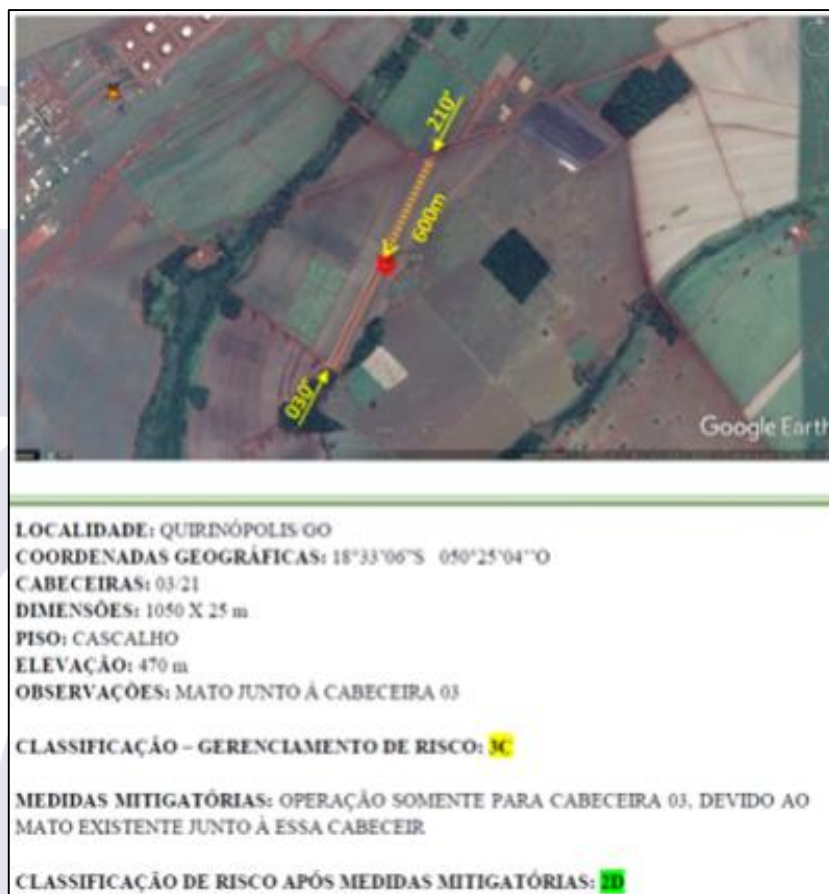 210°
600m
030°
Google Earth
LOCALIDADE: QUIRINÓPOLIS/GO
COORDENADAS GEOGRÁFICAS: 18°33'06"S 050°25'04''O
CABECEIRAS: 03/21
DIMENSÕES: 1050 X 25 m
PISO: CASCALHO
ELEVAÇÃO: 470 m
OBSERVAÇÕES: MATO JUNTO À CABECEIRA 03
CLASSIFICAÇÃO – GERENCIAMENTO DE RISCO: 3C
MEDIDAS MITIGATÓRIAS: OPERAÇÃO SOMENTE PARA CABECEIRA 03, DEVIDO AO
MATO EXISTENTE JUNTO À ESSA CABECEIR
CLASSIFICAÇÃO DE RISCO APÓS MEDIDAS MITIGATÓRIAS: 2D